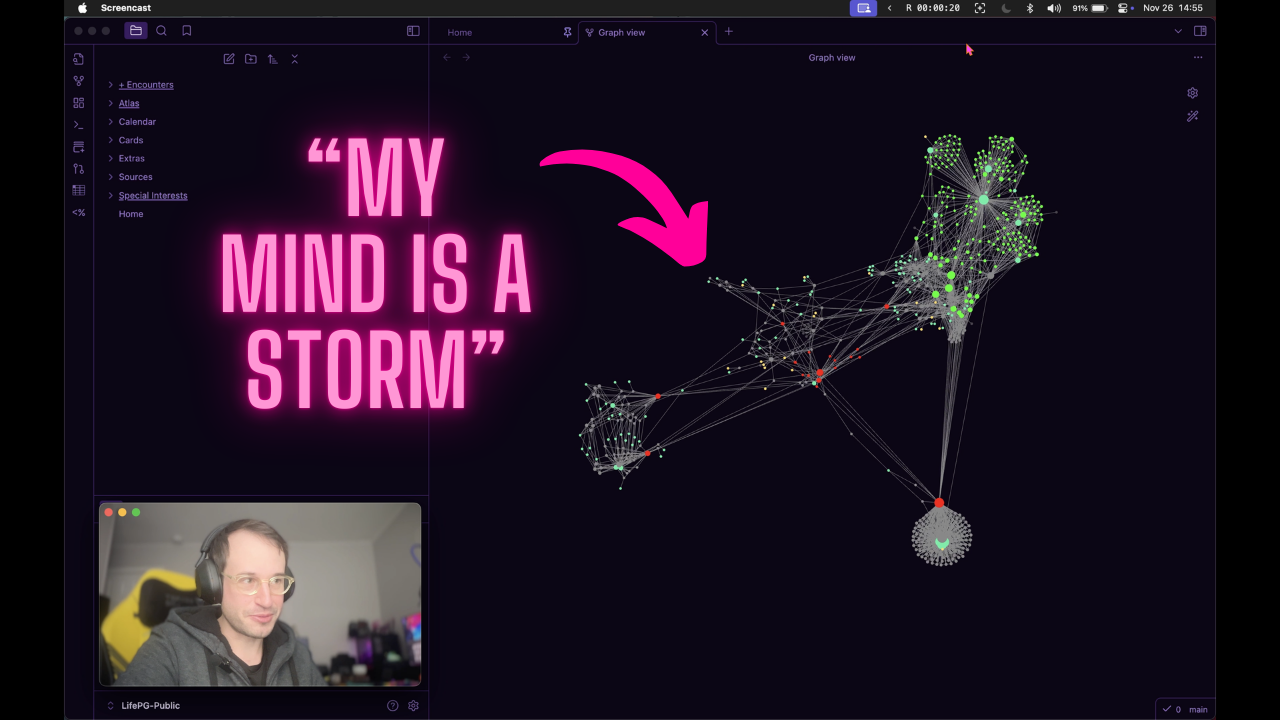 Screencast
R 00:00:20
91%
Nov 26 14:55
Home
Graph view
Graph view
+ Encounters
Atlas
Calendar
Cards
Extras
Sources
Special Interests
Home
“MY
MIND IS A
STORM”
LifePG-Public
0 main